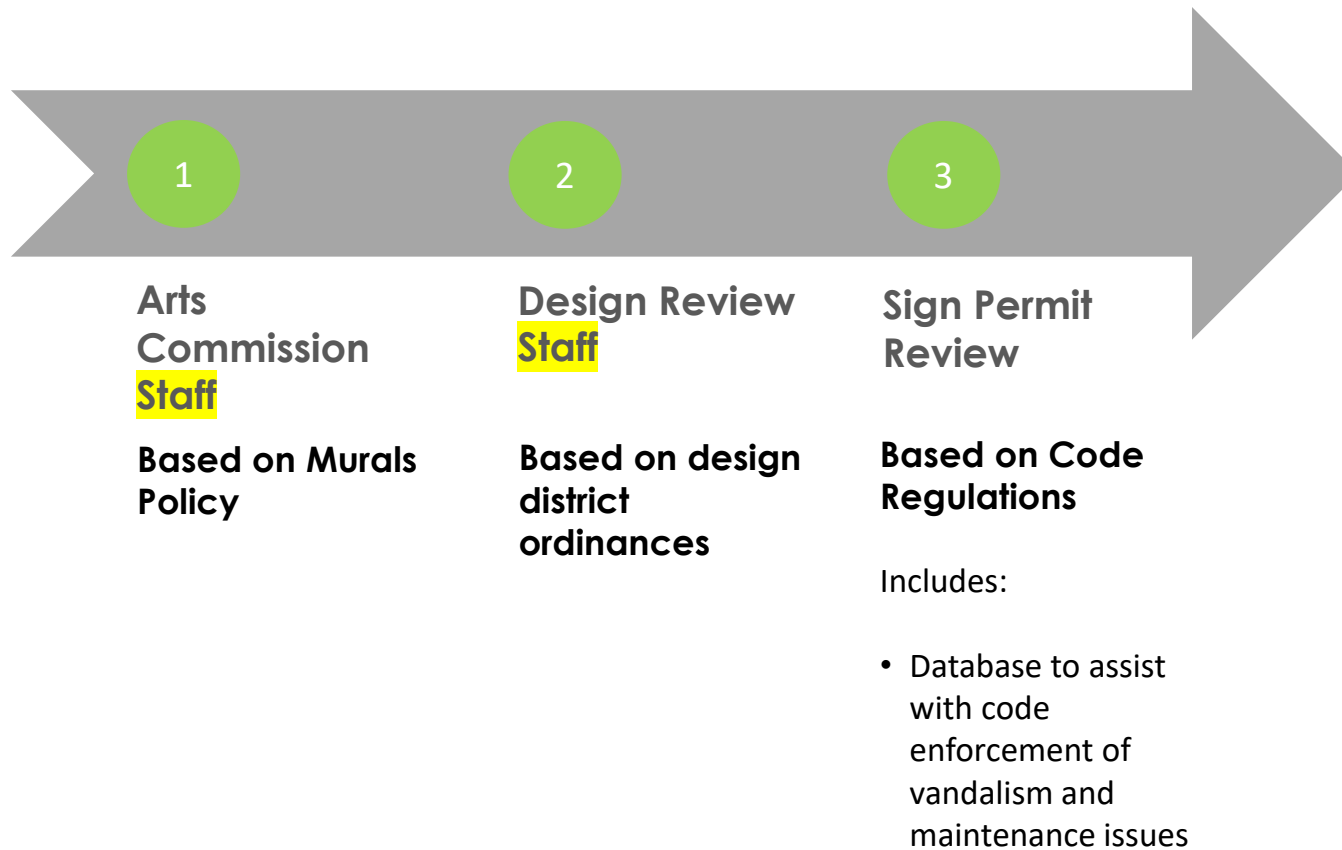 1
2
3
Arts
Commission
Staff
Based on Murals
Policy
Design Review
Staff
Based on design
district
ordinances
Sign Permit
Review
Based on Code
Regulations
Includes:
• Database to assist
with code
enforcement of
vandalism and
maintenance issues